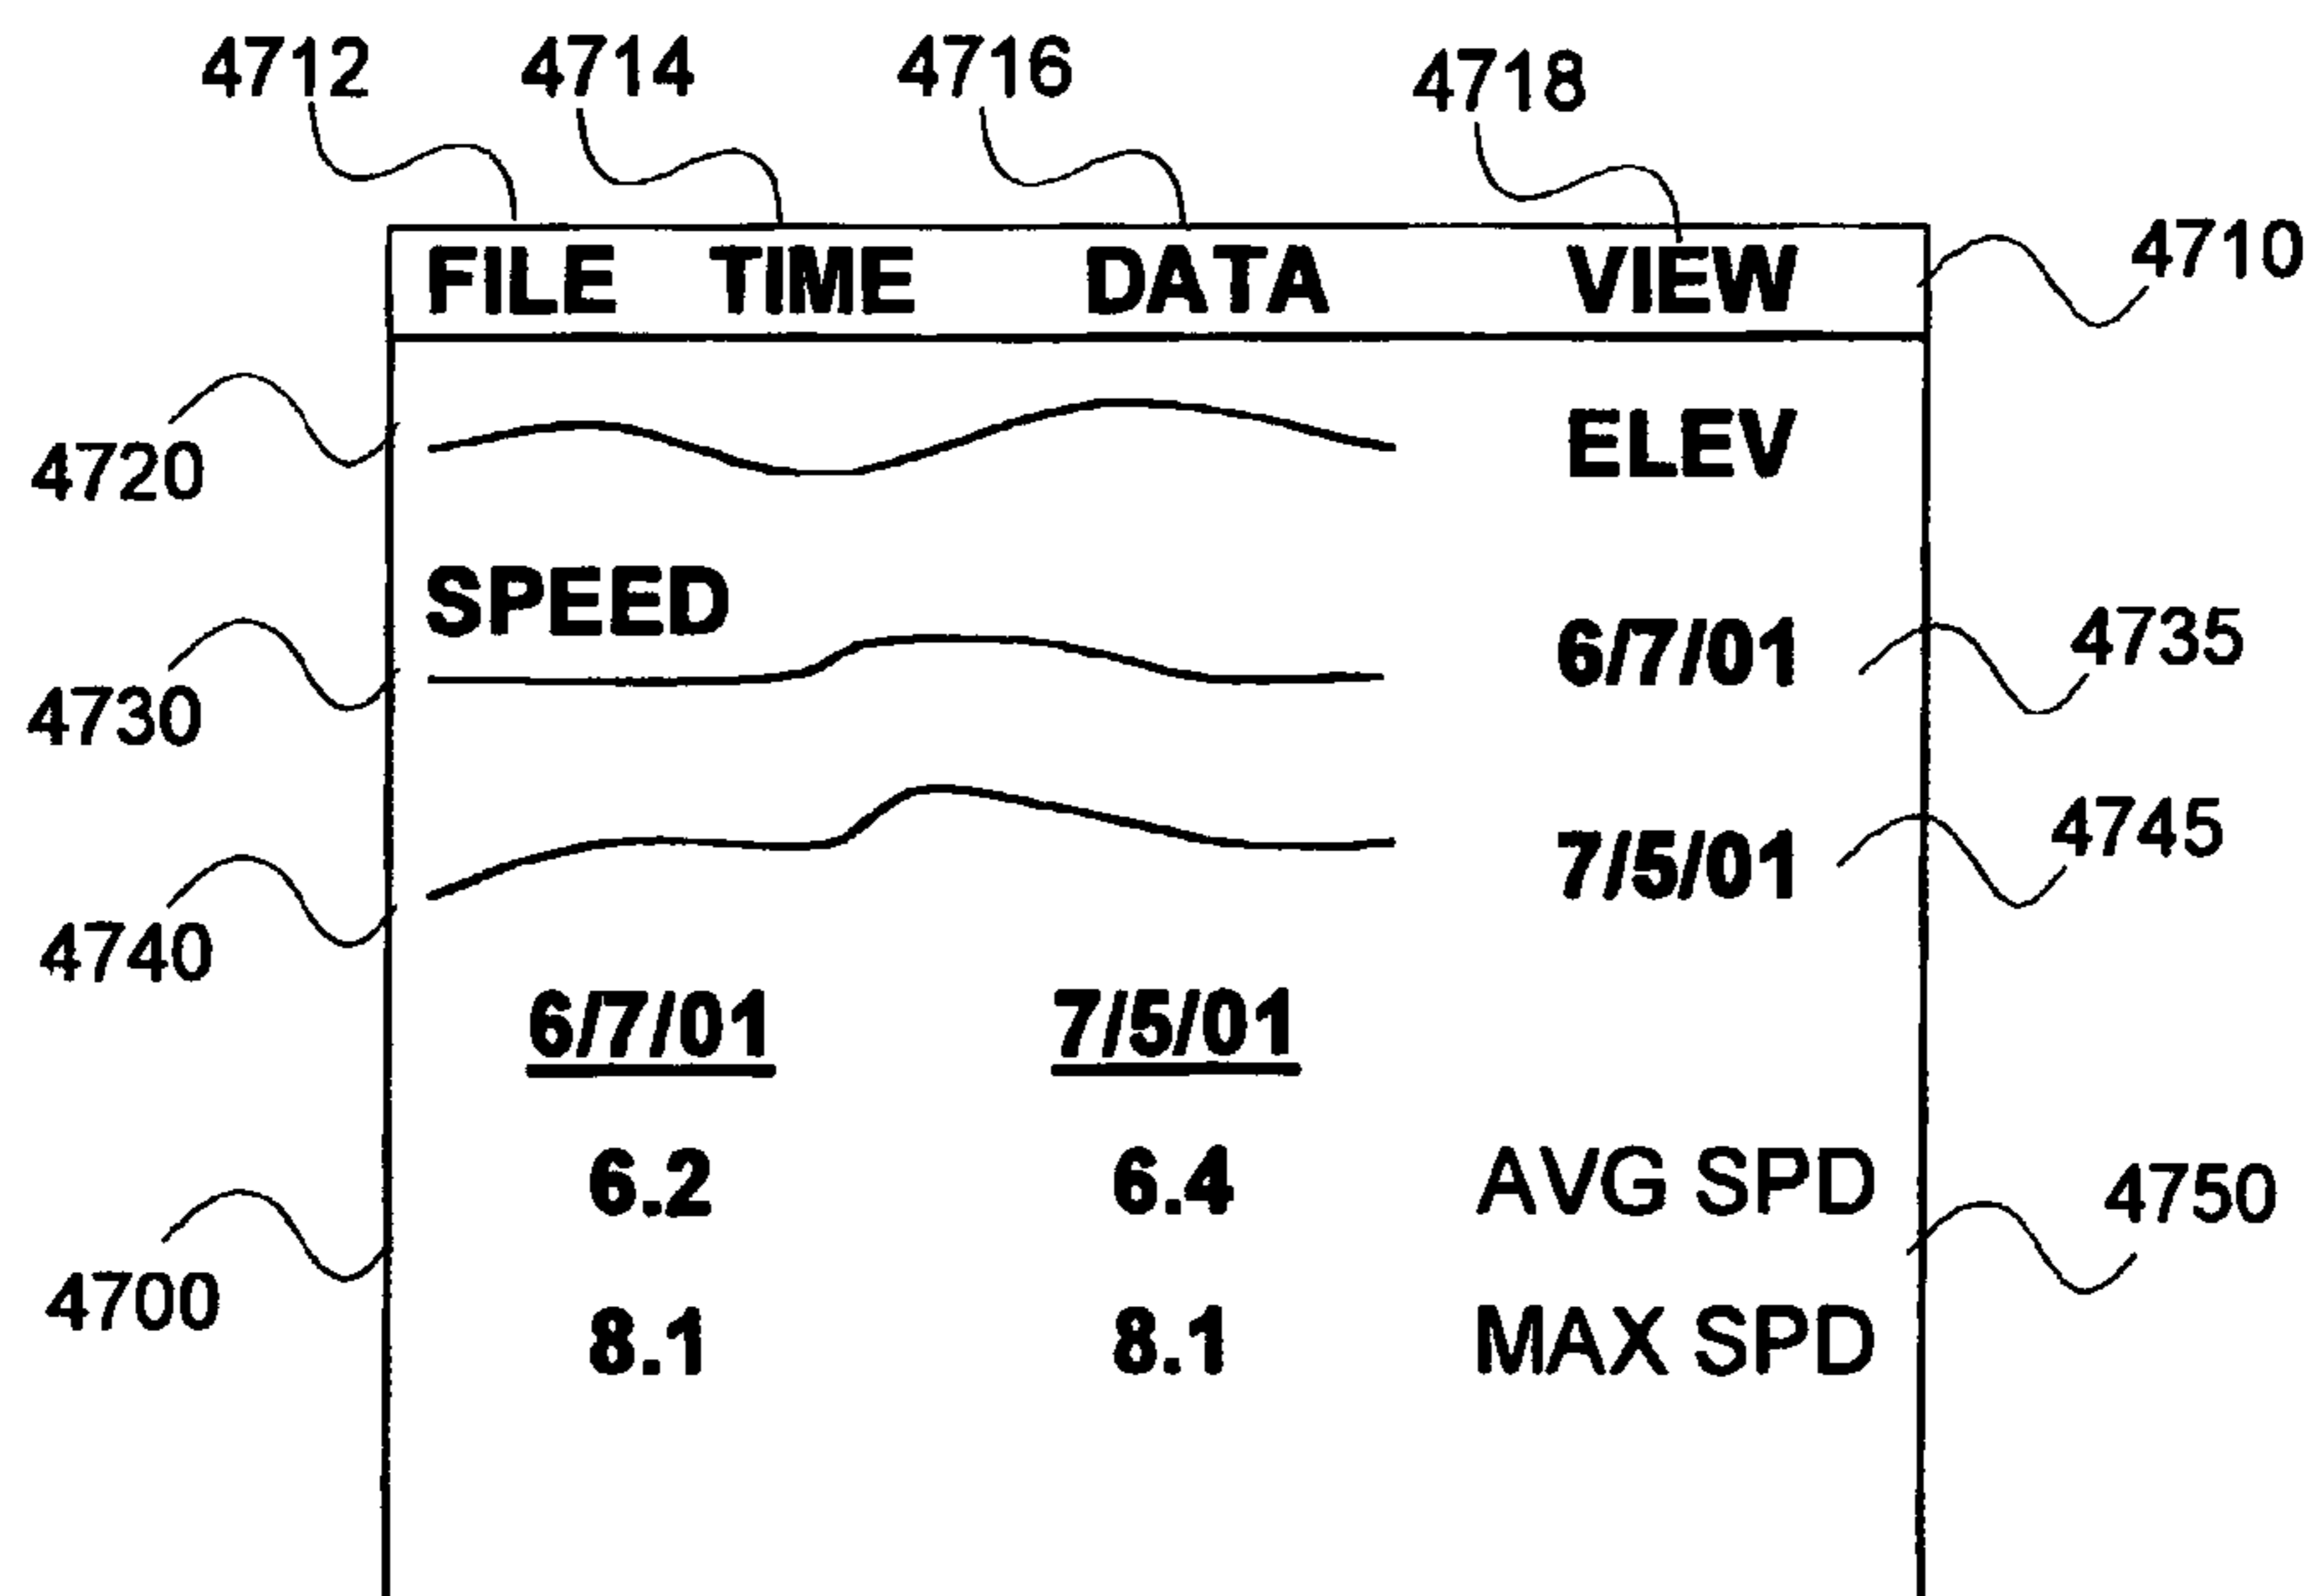 4712 4714 4716 4718
FILE TIME DATA VIEW 4710
4720 ELEV
SPEED
4730 6/7/01 4735
4740 7/5/01 4745
6/7/01 7/5/01
6.2 6.4 AVG SPD 4750
4700 8.1 8.1 MAX SPD